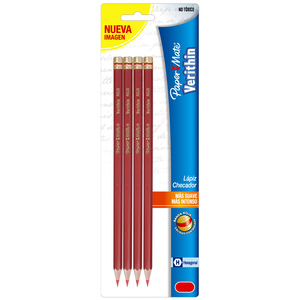 NO TÓXICO
NUEVA
IMAGEN
Paper Mate
Verithin
Lápiz
Checador
MÁS SUAVE
MÁS INTENSO